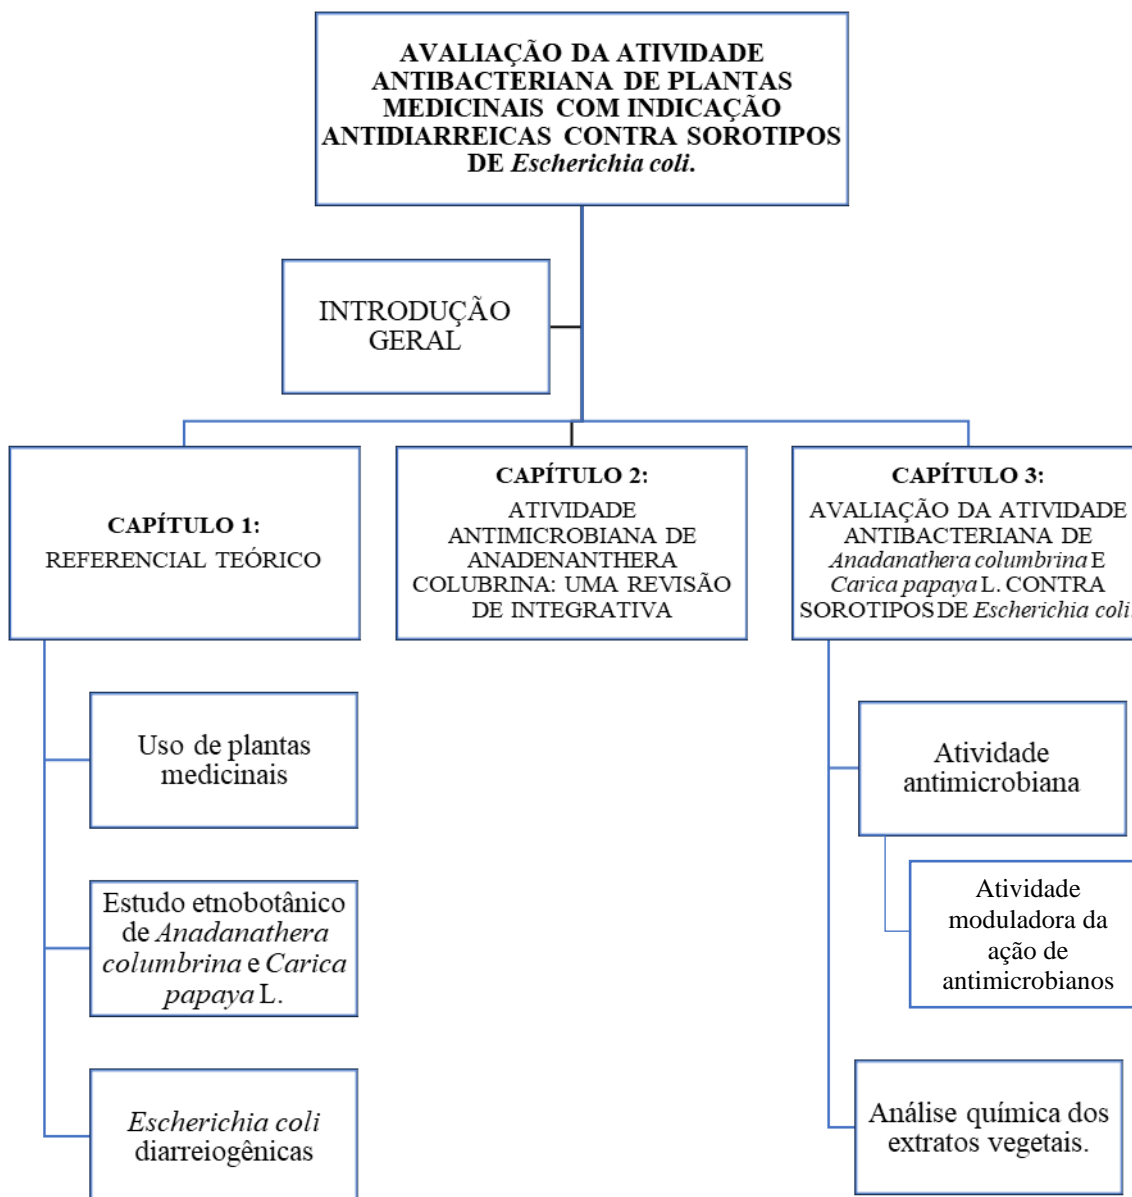 AVALIAÇÃO DA ATIVIDADE
ANTIBACTERIANA DE PLANTAS
MEDICINAIS COM INDICAÇÃO
ANTIDIARREICAS CONTRA SOROTIPOS
DE Escherichia coli.
INTRODUÇÃO
GERAL
CAPÍTULO 1:
REFERENCIAL TEÓRICO
Uso de plantas
medicinais
Estudo etnobotânico
de Anadanathera
columbrina e Carica
papaya L.
Escherichia coli
diarreiogênicas
CAPÍTULO 2:
ATIVIDADE
ANTIMICROBIANA DE
ANADENANTHERA
COLUBRINA: UMA REVISÃO
DE INTEGRATIVA
CAPÍTULO 3:
AVALIAÇÃO DA ATIVIDADE
ANTIBACTERIANA DE
Anadanathera columbrina E
Carica papaya L. CONTRA
SOROTIPOS DE Escherichia coli.
Atividade
antimicrobiana
Atividade
moduladora da
ação de
antimicrobianos
Análise química dos
extratos vegetais.